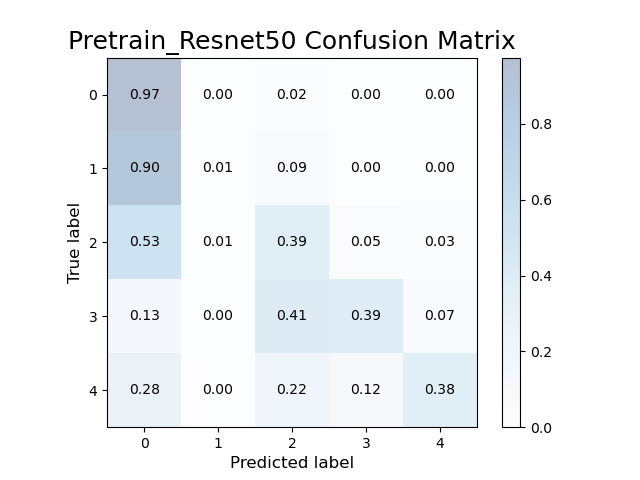 Pretrain_Resnet50 Confusion Matrix
0 0.97 0.00 0.02 0.00 0.00
1 0.90 0.01 0.09 0.00 0.00
2 0.53 0.01 0.39 0.05 0.03
3 0.13 0.00 0.41 0.39 0.07
4 0.28 0.00 0.22 0.12 0.38
0 1 2 3 4
Predicted label
True label
0.8
0.6
0.4
0.2
0.0